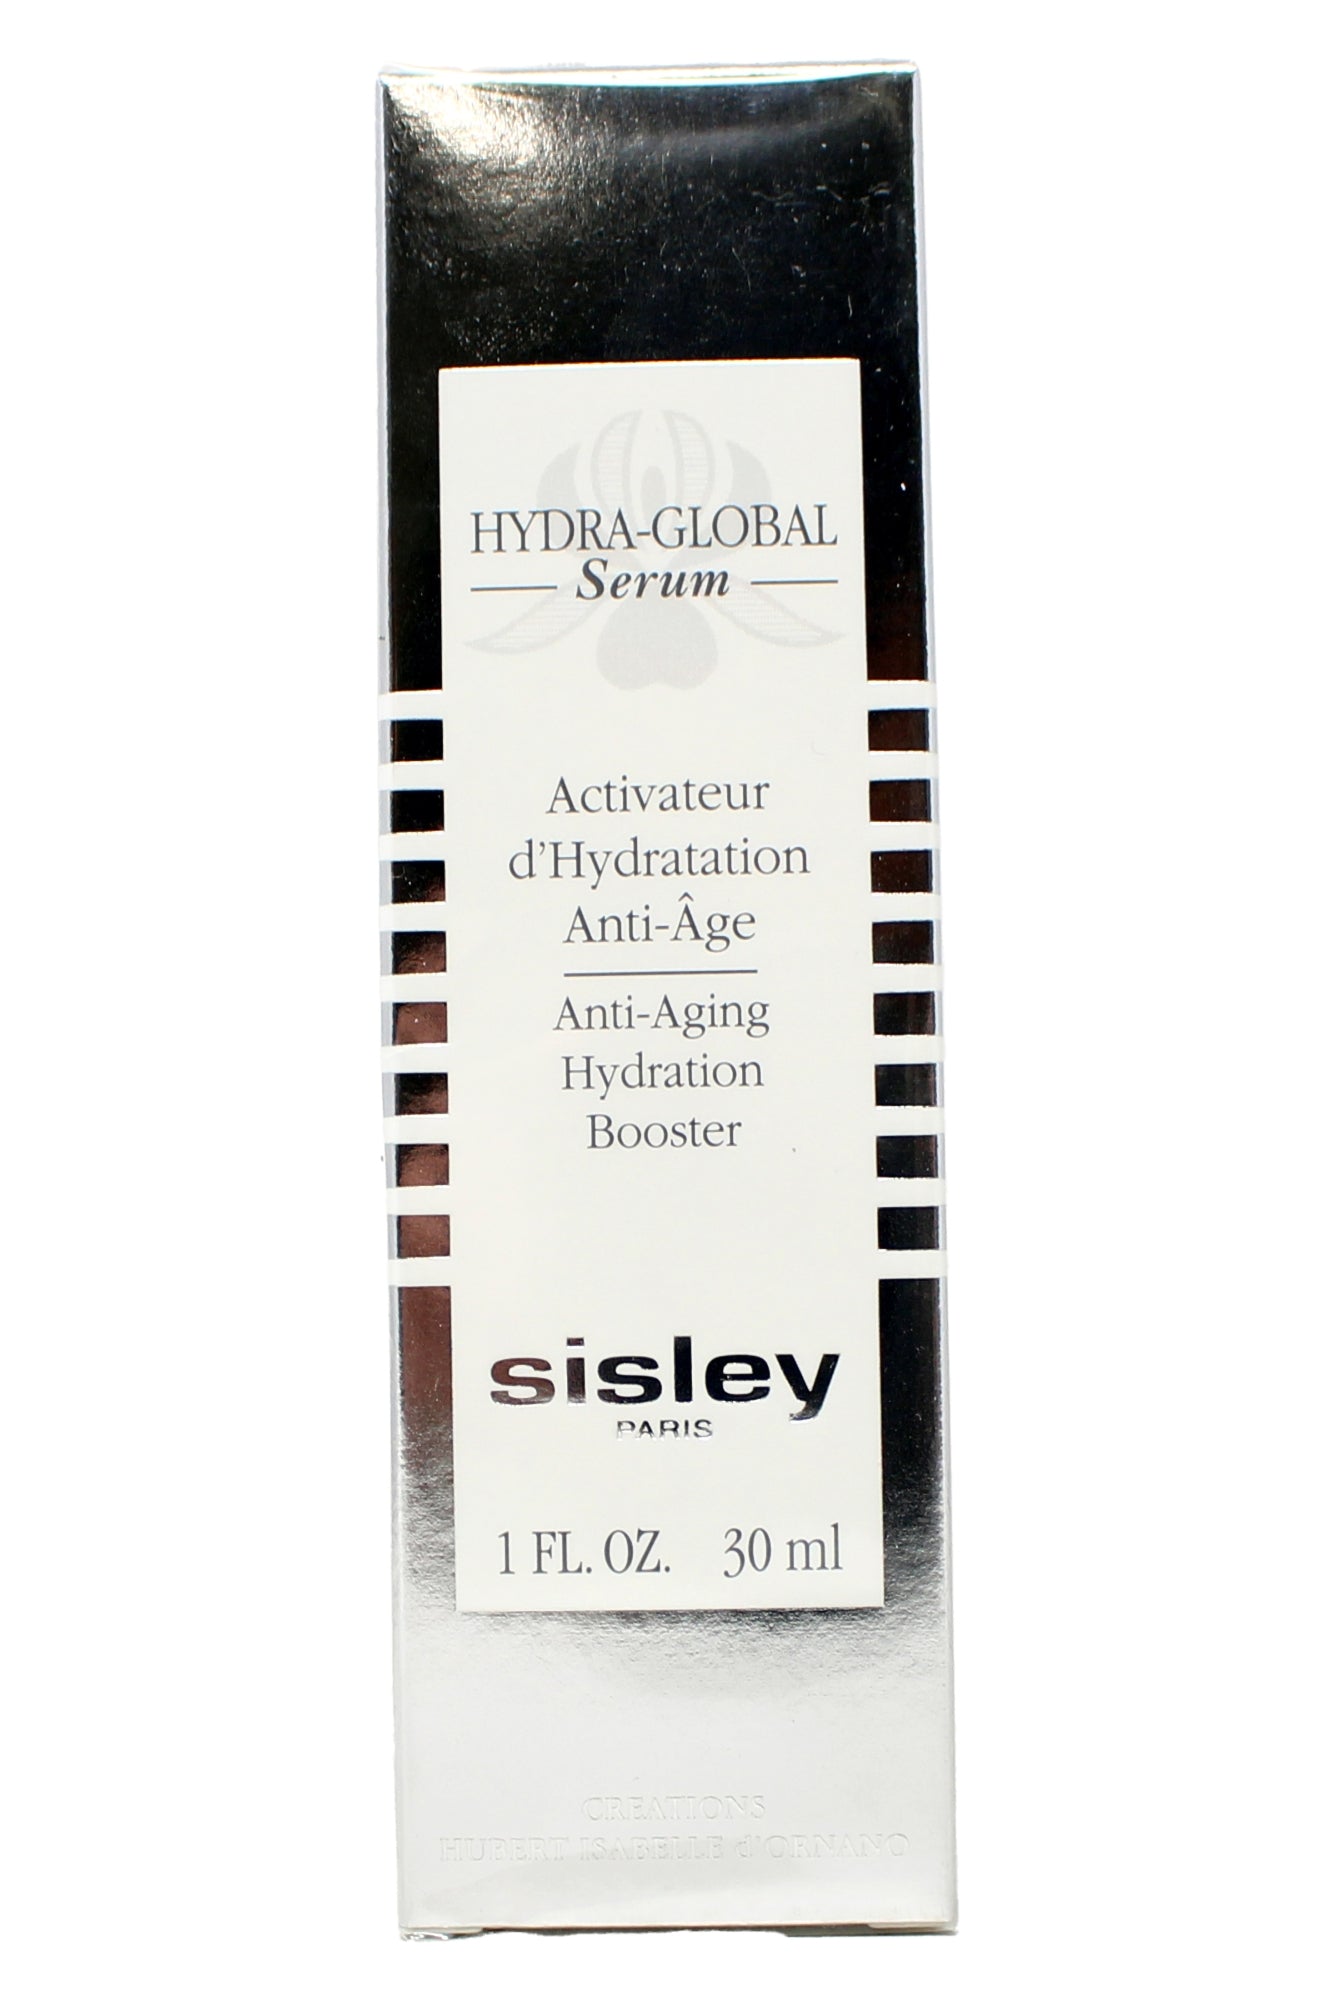 HYDRA-GLOBAL
Serum
Activateur
d'Hydratation
Anti-Âge
Anti-Aging
Hydration
Booster
sisley
PARIS
1 FL. OZ. 30 ml
CREATIONS
HUBERT ISABELLE d'ORNANO